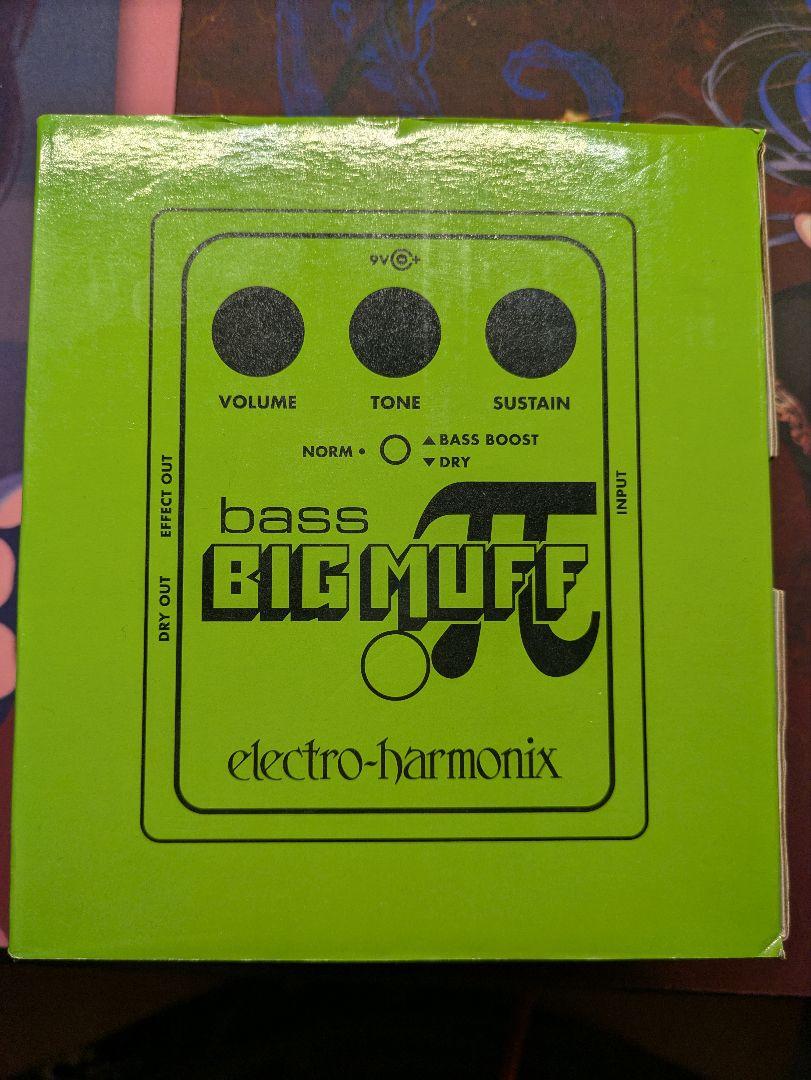 9V +
VOLUME TONE SUSTAIN
NORM • ▲ BASS BOOST
▼ DRY
EFFECT OUT
DRY OUT
INPUT
bass
BIG MUFF π
electro-harmonix